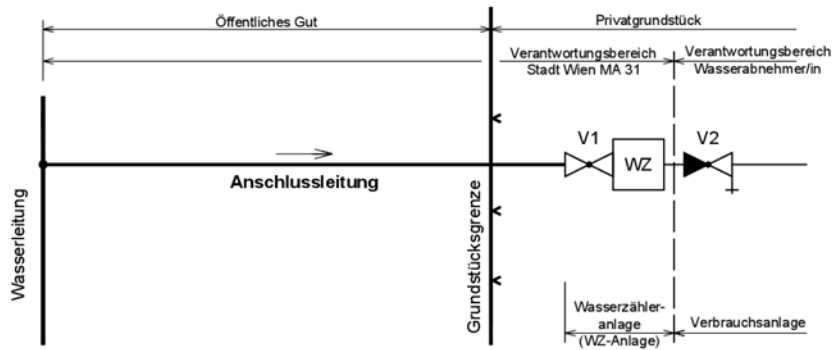 Öffentliches Gut
Privatgrundstück
Verantwortungsbereich
Stadt Wien MA 31
Verantwortungsbereich
Wasserabnehmer/in
V1
WZ
V2
Anschlussleitung
Wasserleitung
Grundstücksgrenze
Wasserzähler-
anlage
(WZ-Anlage)
Verbrauchsanlage